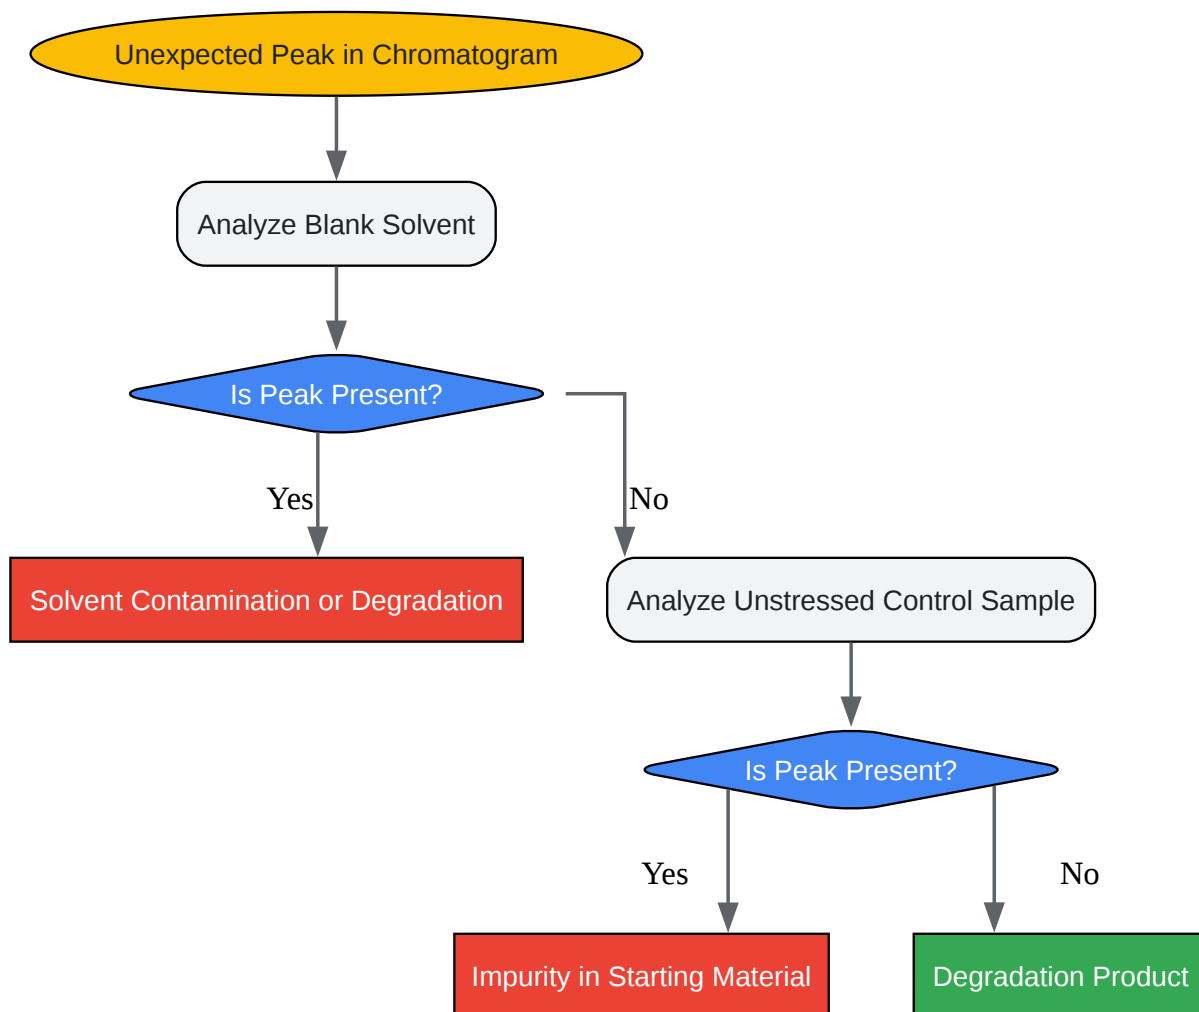 Unexpected Peak in Chromatogram
Analyze Blank Solvent
Is Peak Present?
Yes
No
Solvent Contamination or Degradation
Analyze Unstressed Control Sample
Is Peak Present?
Yes
No
Impurity in Starting Material
Degradation Product